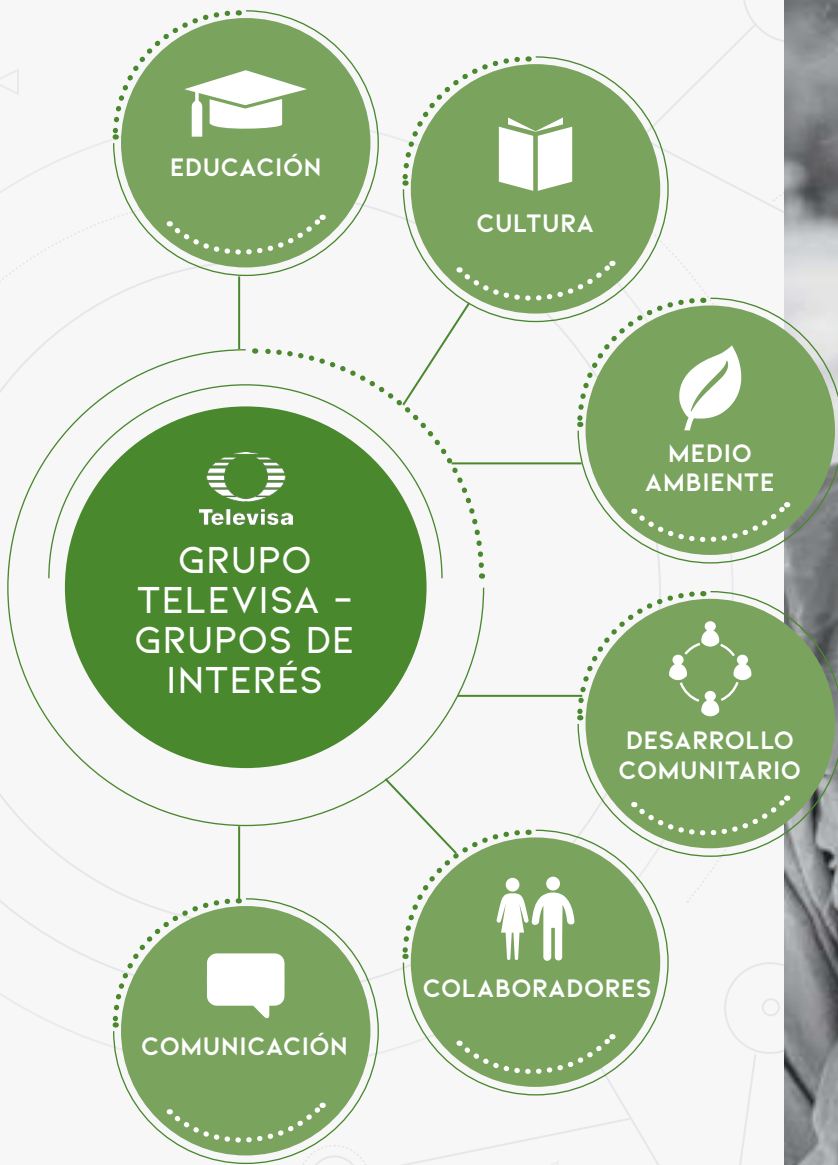 EDUCACIÓN
CULTURA
MEDIO
AMBIENTE
Televisa
GRUPO
TELEVISA -
GRUPOS DE
INTERÉS
DESARROLLO
COMUNITARIO
COLABORADORES
COMUNICACIÓN